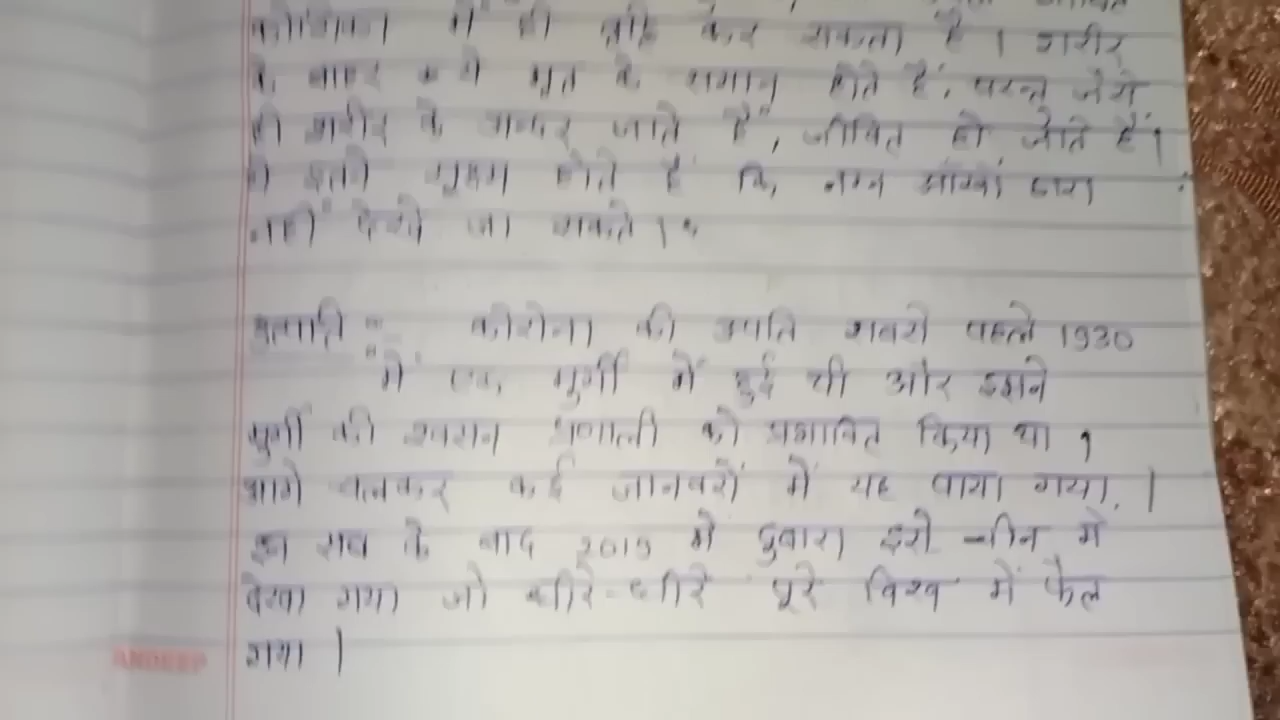 कोशिका में ही वृद्धि कर सकता है । शरीर
के बाहर तो ये मृत के समान होते हैं, परन्तु जैसे
ही शरीर के अन्दर जाते हैं, जीवित हो जाते हैं।
ये इतने सूक्ष्म होते हैं कि नग्न आंखों द्वारा
नहीं देखे जा सकते ।
उत्पत्ति :- कोरोना की उत्पति सबसे पहले 1930
में एक मुर्गी में हुई थी और इसने
मुर्गी की श्वसन प्रणाली को प्रभावित किया था ।
आगे चलकर कई जानवरों में यह पाया गया. ।
इन सब के बाद 2019 में दुबारा इसे चीन में
देखा गया जो धीरे-धीरे पूरे विश्व में फैल
गया ।
ANDEEP